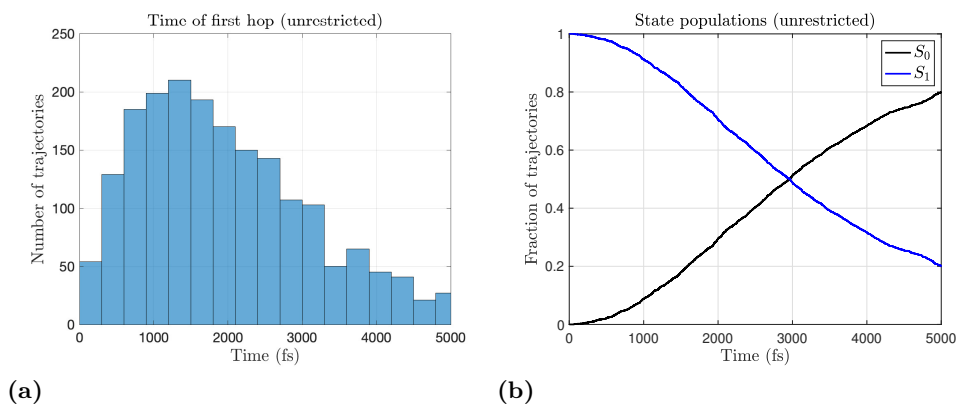 Time of first hop (unrestricted)
250
200
150
100
50
0
Number of trajectories
0 1000 2000 3000 4000 5000
Time (fs)
(a)
State populations (unrestricted)
1
0.8
0.6
0.4
0.2
0
Fraction of trajectories
S₀
S₁
0 1000 2000 3000 4000 5000
Time (fs)
(b)